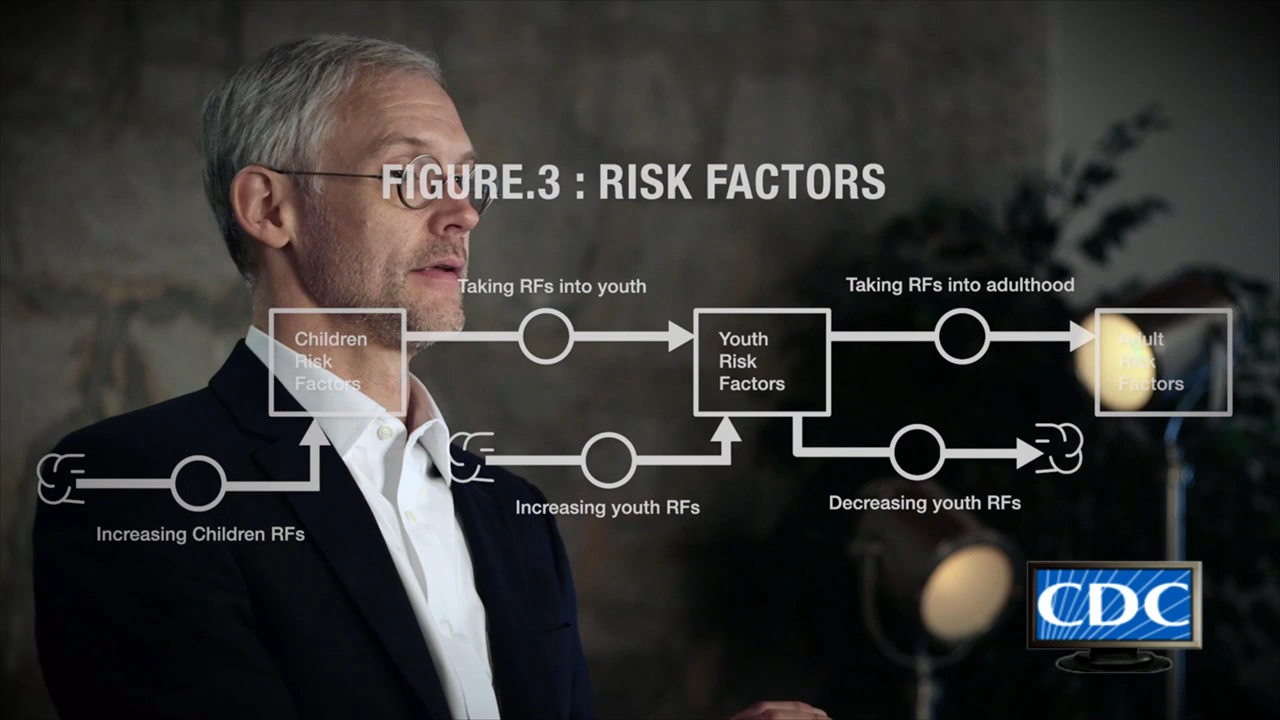 FIGURE.3 : RISK FACTORS
Taking RFs into youth
Taking RFs into adulthood
Children
Risk
Factors
Youth
Risk
Factors
Adult
Risk
Factors
Increasing Children RFs
Increasing youth RFs
Decreasing youth RFs
CDC